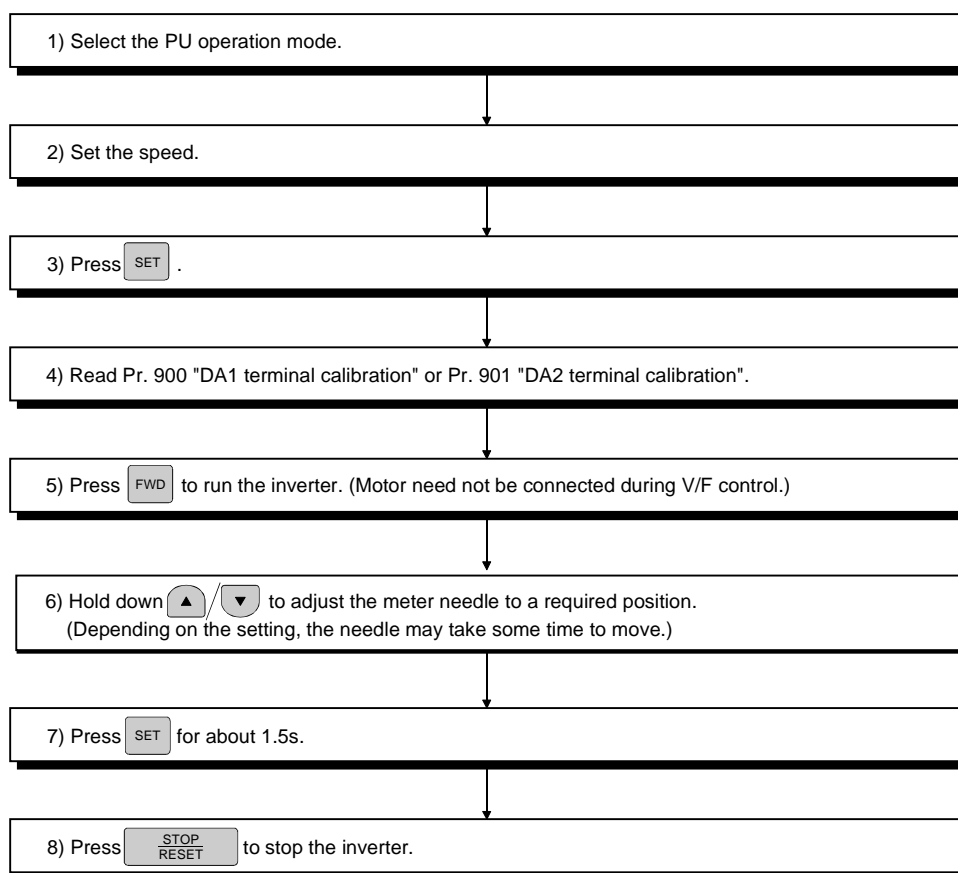 1) Select the PU operation mode.
2) Set the speed.
3) Press SET .
4) Read Pr. 900 "DA1 terminal calibration" or Pr. 901 "DA2 terminal calibration".
5) Press FWD to run the inverter. (Motor need not be connected during V/F control.)
6) Hold down ▲/▼ to adjust the meter needle to a required position.
(Depending on the setting, the needle may take some time to move.)
7) Press SET for about 1.5s.
8) Press STOP RESET to stop the inverter.